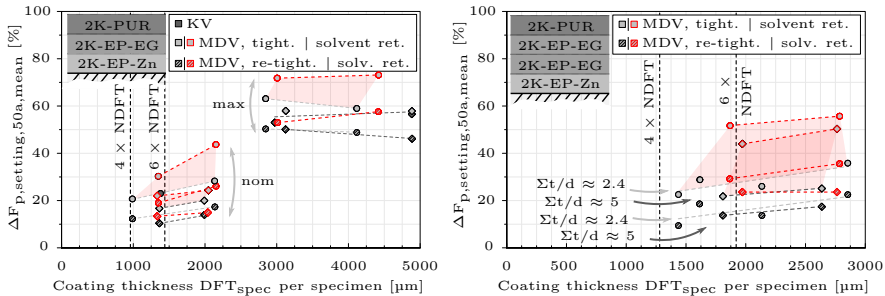 100
80
60
40
20
0
ΔF p,setting,50a,mean [%]
2K-PUR
2K-EP-EG
2K-EP-Zn
KV
MDV, tight. | solvent ret.
MDV, re-tight. | solv. ret.
4 × NDFT
6 × NDFT
max
nom
0 1000 2000 3000 4000 5000
Coating thickness DFTspec per specimen [µm]
100
80
60
40
20
0
ΔF p,setting,50a,mean [%]
2K-PUR
2K-EP-EG
2K-EP-EG
2K-EP-Zn
KV
MDV, tight. | solvent ret.
MDV, re-tight. | solv. ret.
4 × NDFT
6 ×
NDFT
Σt/d ≈ 2.4
Σt/d ≈ 5
Σt/d ≈ 2.4
Σt/d ≈ 5
0 500 1000 1500 2000 2500 3000
Coating thickness DFTspec per specimen [µm]